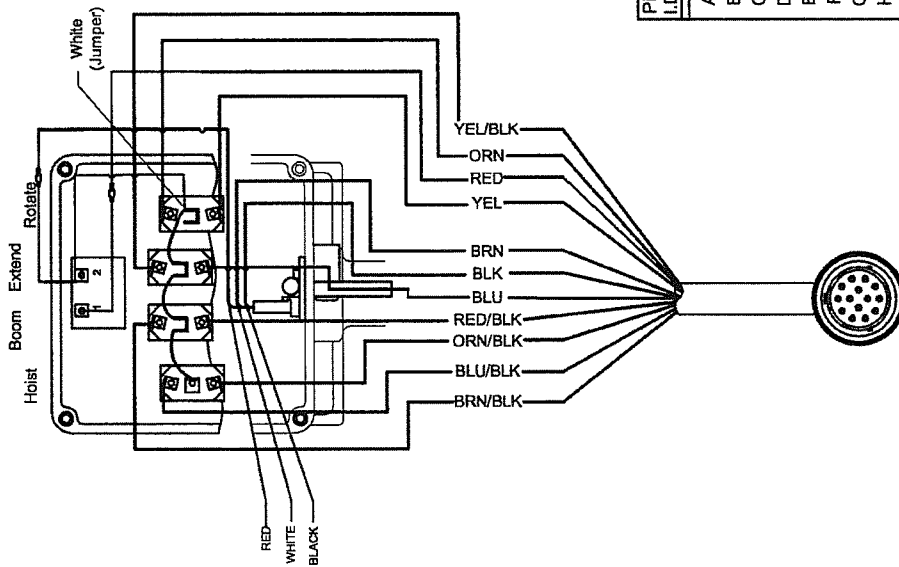 White
(Jumper)
Rotate
Extend
Boom
Hoist
2
1
YEL/BLK
ORN
RED
YEL
BRN
BLK
BLU
RED/BLK
ORN/BLK
BLU/BLK
BRN/BLK
RED
WHITE
BLACK